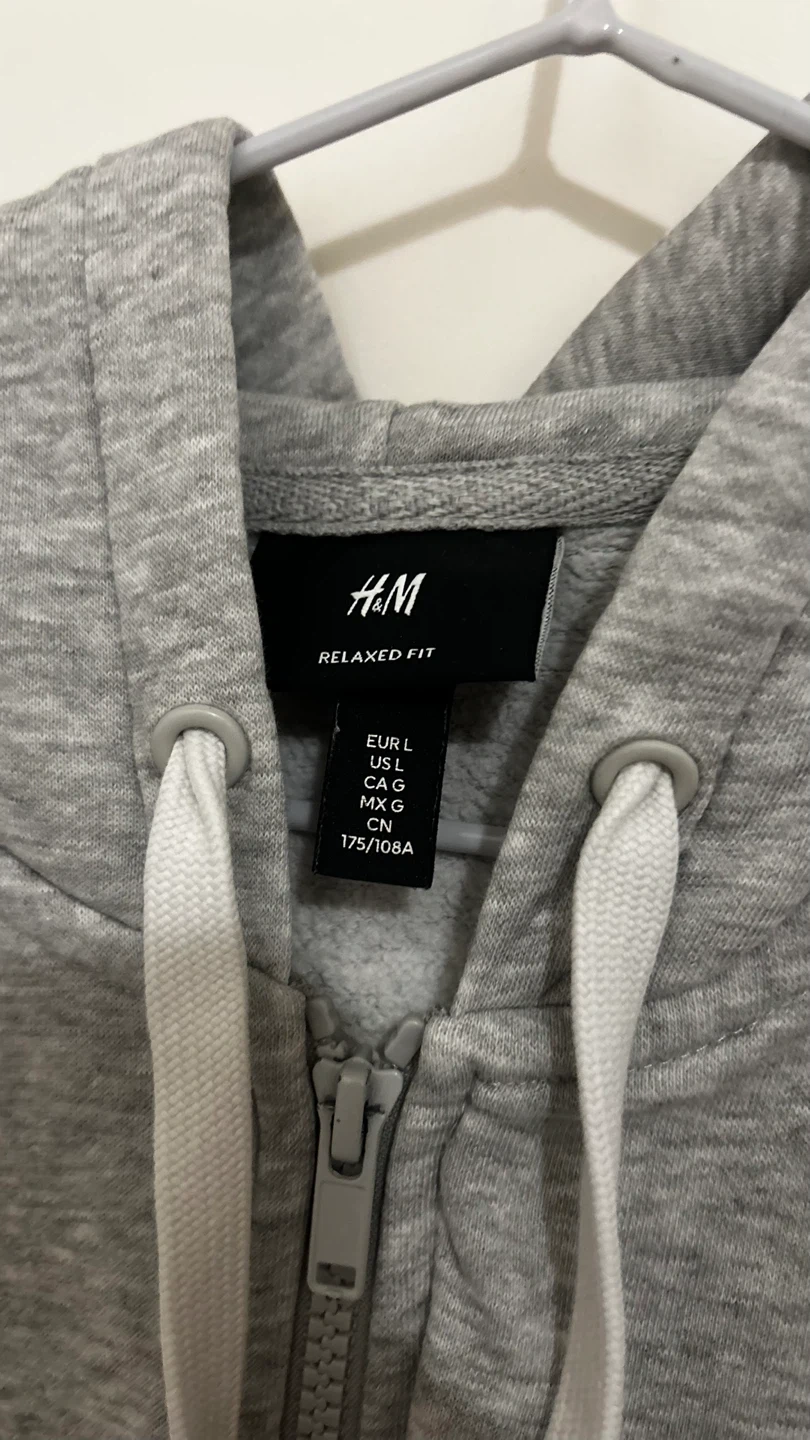 H&M
RELAXED FIT
EUR L
US L
CA G
MX G
CN
175/108A